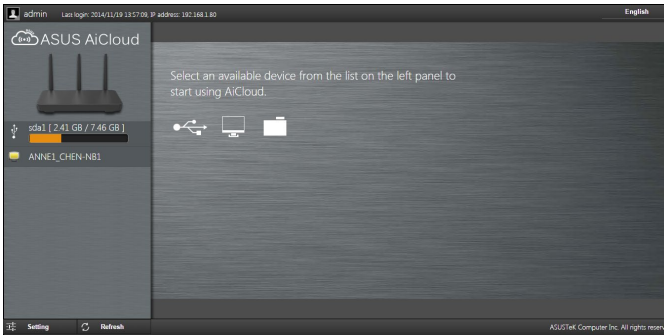 admin Last login: 2014/11/19 13:57:09, IP address: 192.168.1.80
English
ASUS AiCloud
Select an available device from the list on the left panel to
start using AiCloud.
sda1 [ 2.41 GB / 7.46 GB ]
ANNE1_CHEN-NB1
Setting Refresh
ASUSTeK Computer Inc. All rights reserv